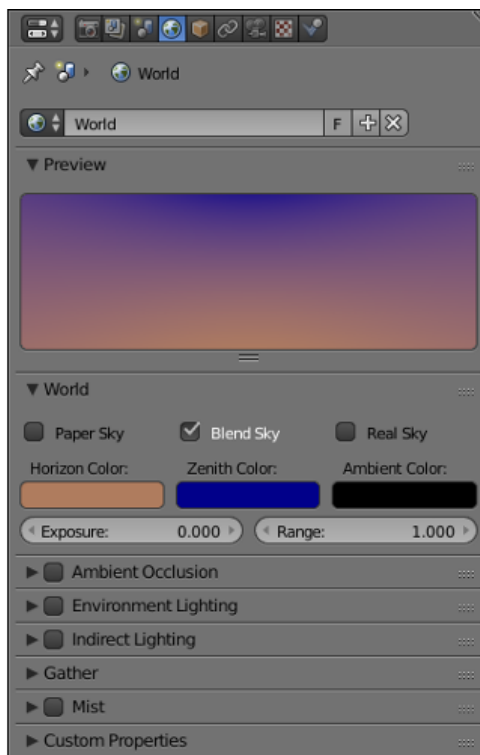 World
World F
Preview
World
Paper Sky Blend Sky Real Sky
Horizon Color: Zenith Color: Ambient Color:
Exposure: 0.000 Range: 1.000
Ambient Occlusion
Environment Lighting
Indirect Lighting
Gather
Mist
Custom Properties